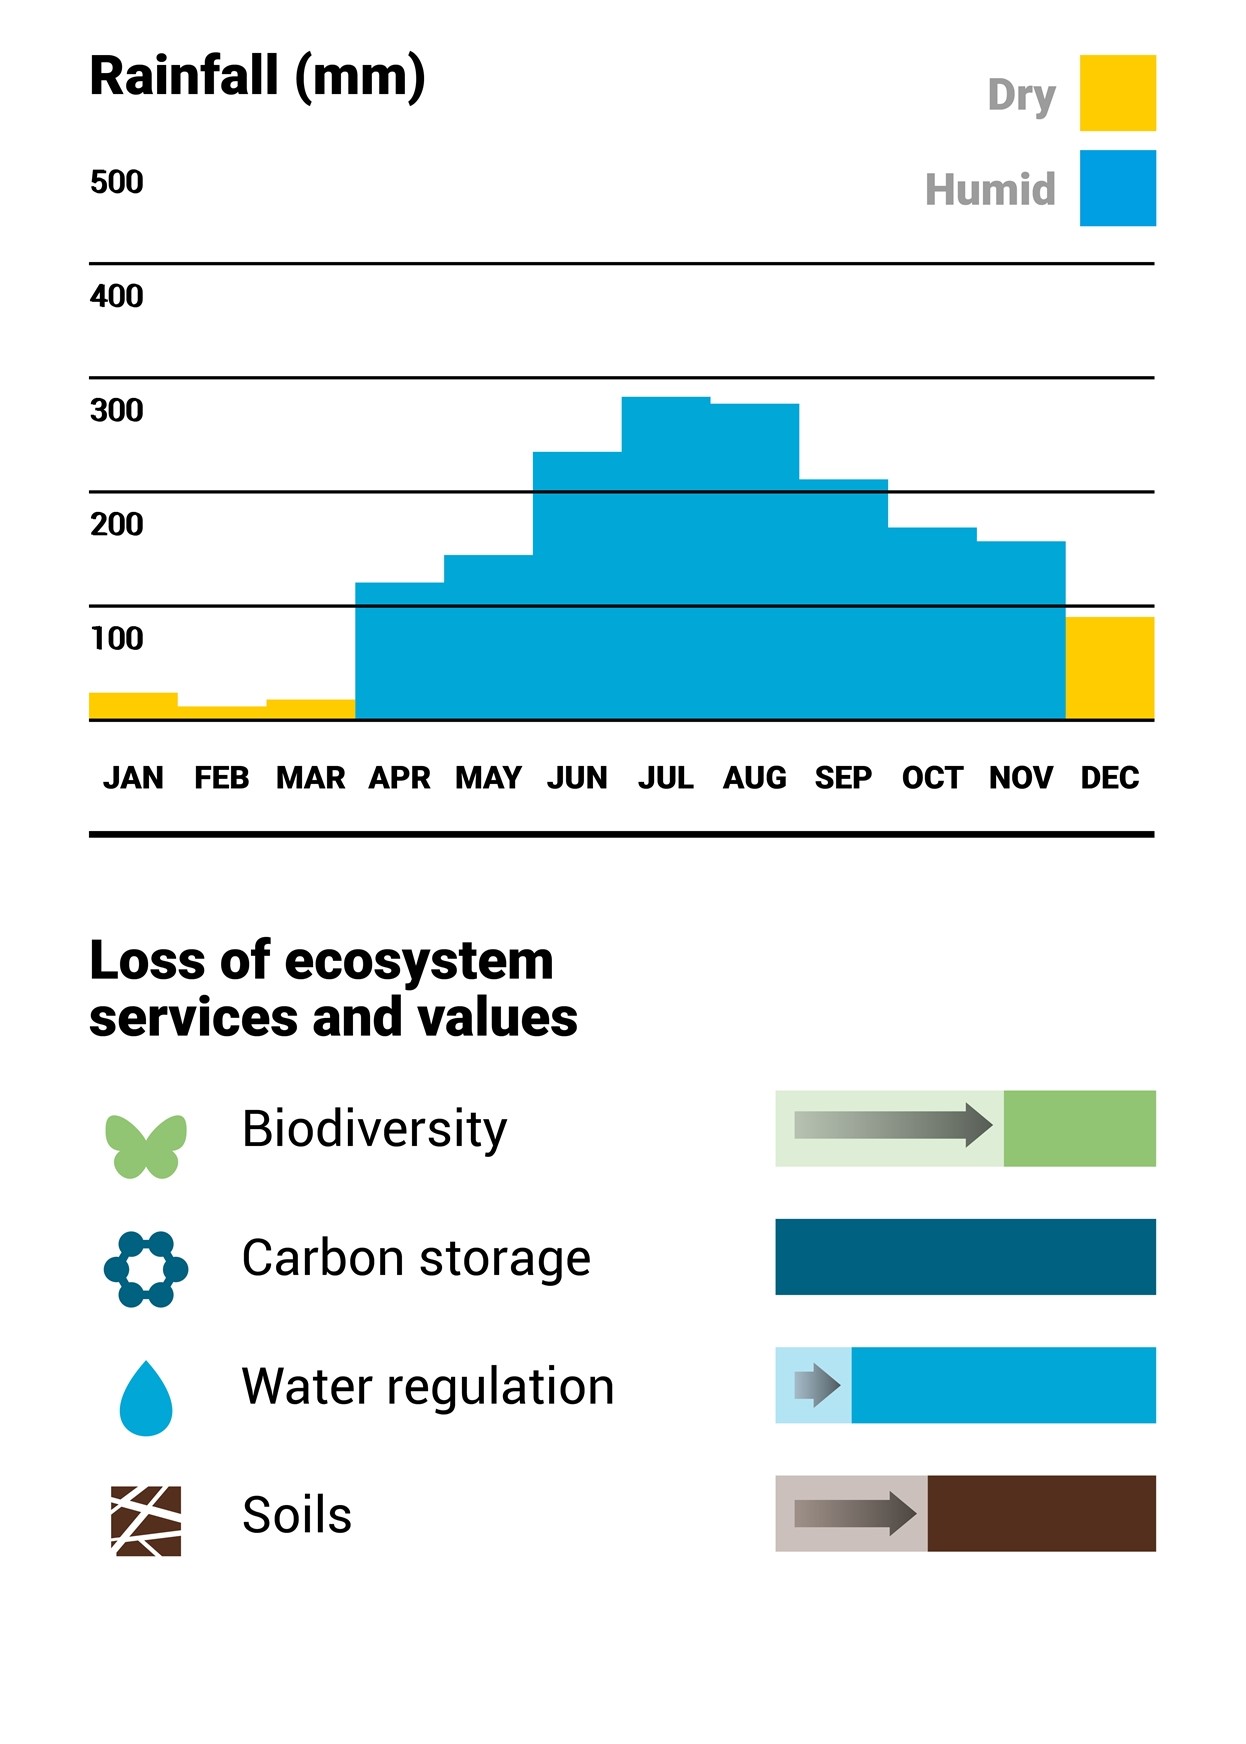 Rainfall (mm)
Dry
Humid
500
400
300
200
100
JAN FEB MAR APR MAY JUN JUL AUG SEP OCT NOV DEC
Loss of ecosystem
services and values
Biodiversity
Carbon storage
Water regulation
Soils